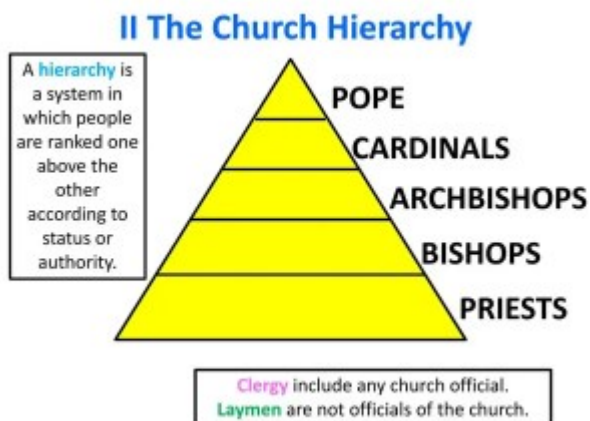 II The Church Hierarchy
A hierarchy is
a system in
which people
are ranked one
above the
other
according to
status or
authority.
POPE
CARDINALS
ARCHBISHOPS
BISHOPS
PRIESTS
Clergy include any church official.
Laymen are not officials of the church.